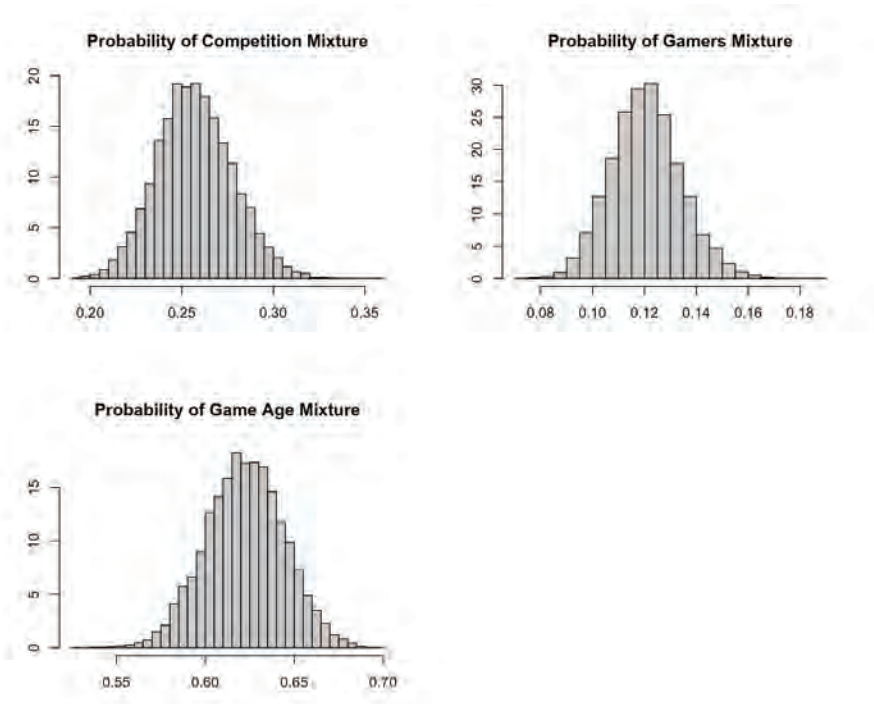 Probability of Competition Mixture
20
15
10
5
0
0.20 0.25 0.30 0.35
Probability of Gamers Mixture
30
25
20
15
10
5
0
0.08 0.10 0.12 0.14 0.16 0.18
Probability of Game Age Mixture
15
10
5
0
0.55 0.60 0.65 0.70